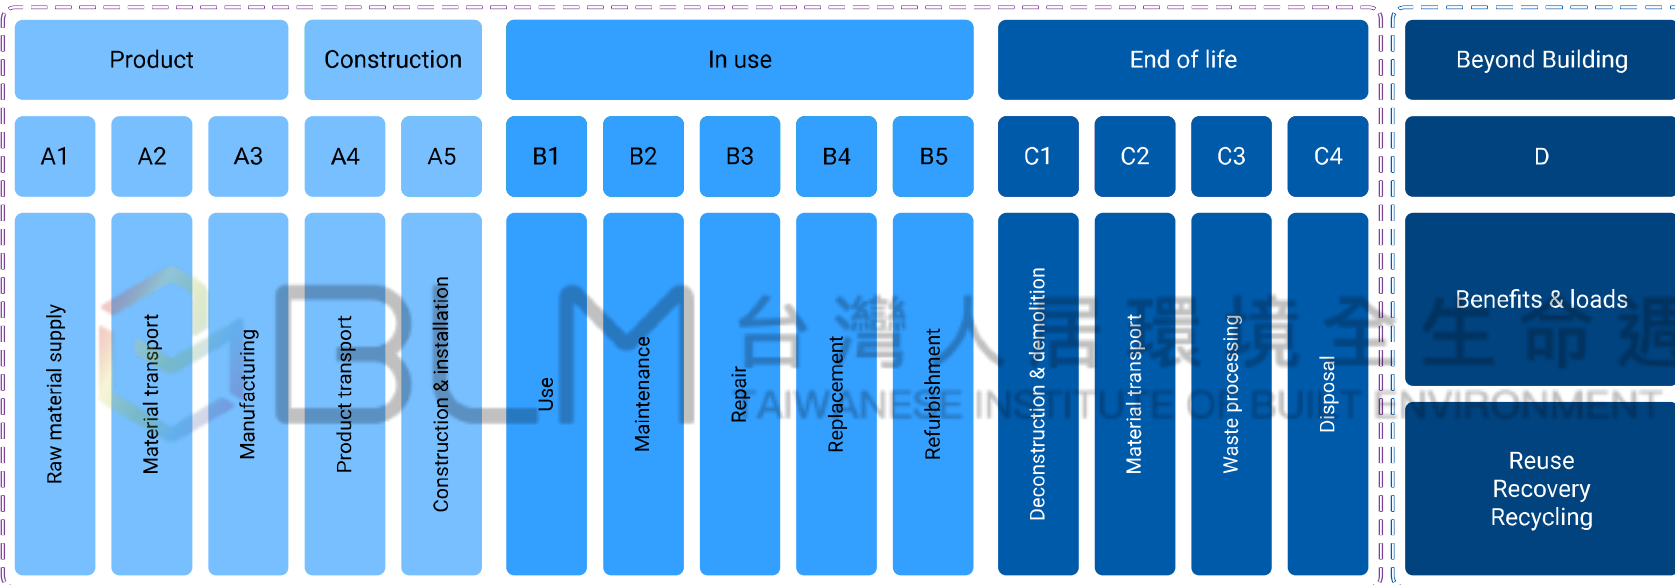 Product
Construction
In use
End of life
Beyond Building
A1
A2
A3
A4
A5
B1
B2
B3
B4
B5
C1
C2
C3
C4
D
Raw material supply
Material transport
Manufacturing
Product transport
Construction & installation
Use
Maintenance
Repair
Replacement
Refurbishment
Deconstruction & demolition
Material transport
Waste processing
Disposal
Benefits & loads
Reuse
Recovery
Recycling
BLM
台灣人居環境全生命週
TAIWANESE INSTITUTE OF BUILT ENVIRONMENT